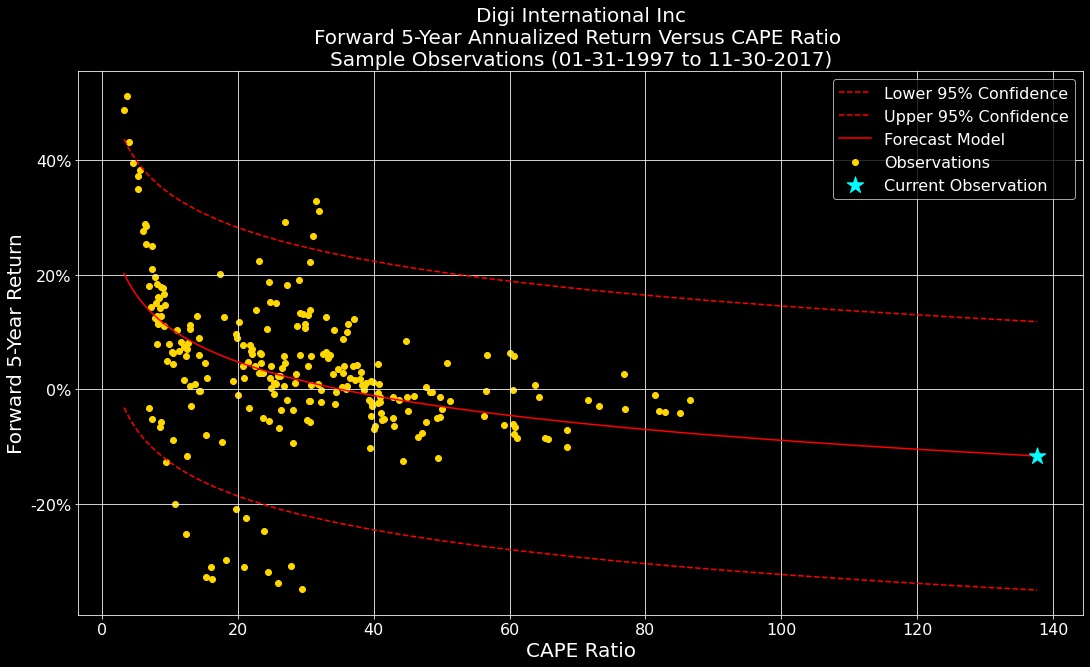 Digi International Inc
Forward 5-Year Annualized Return Versus CAPE Ratio
Sample Observations (01-31-1997 to 11-30-2017)
Lower 95% Confidence
Upper 95% Confidence
Forecast Model
Observations
Current Observation
Forward 5-Year Return
40%
20%
0%
-20%
0 20 40 60 80 100 120 140
CAPE Ratio